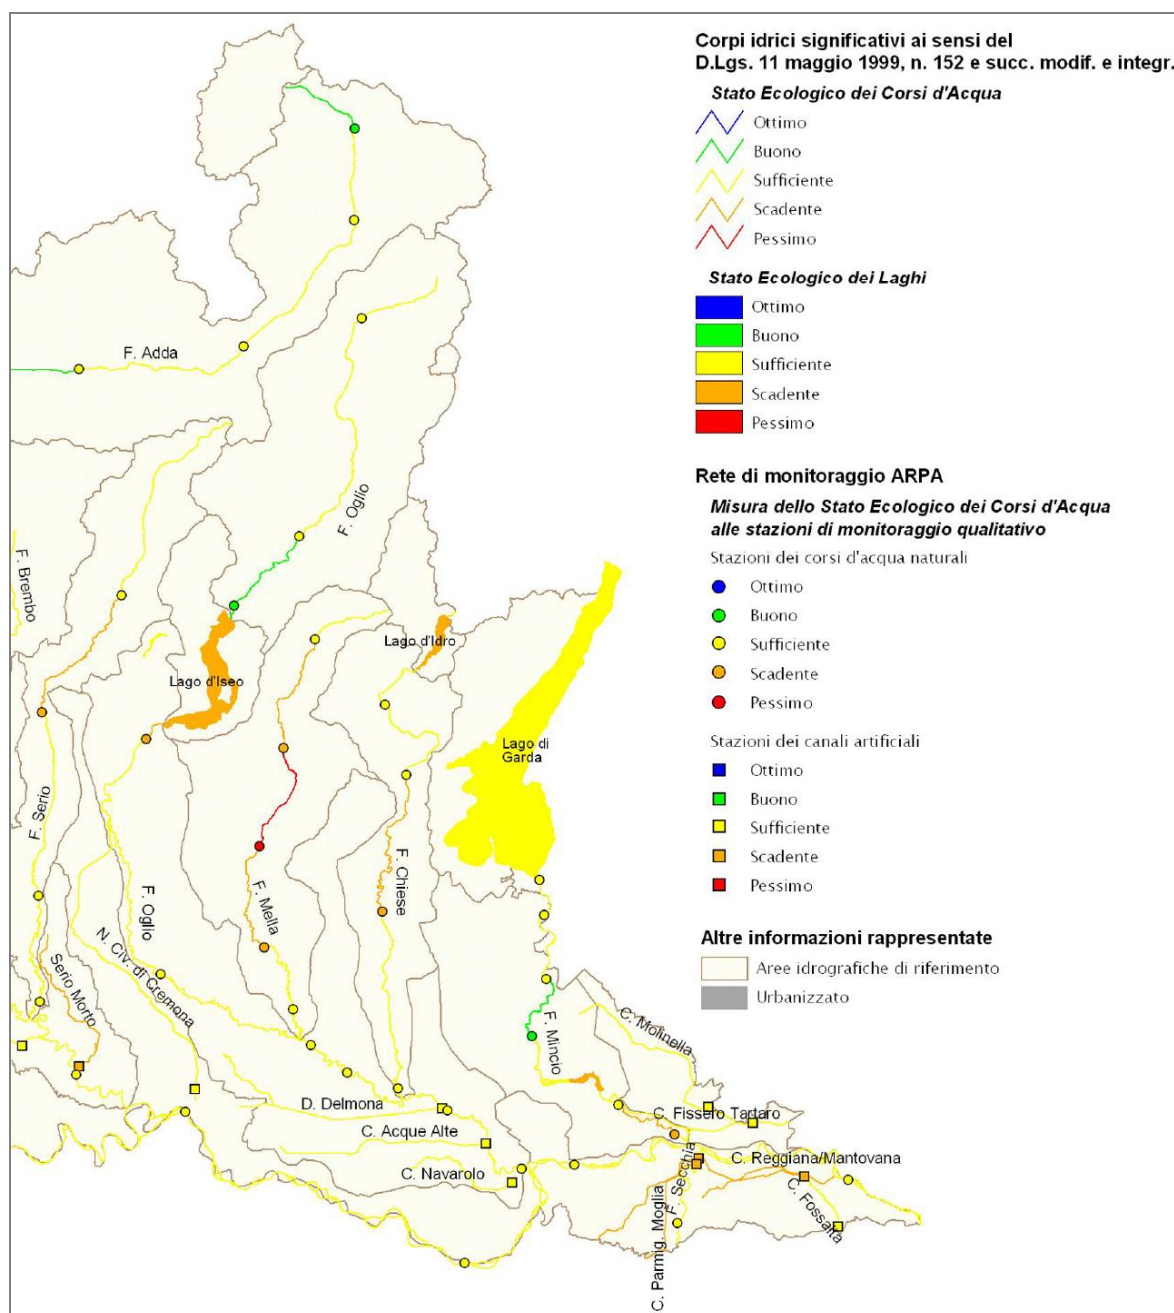 Corpi idrici significativi ai sensi del
D.Lgs. 11 maggio 1999, n. 152 e succ. modif. e integr.
Stato Ecologico dei Corsi d'Acqua
Ottimo
Buono
Sufficiente
Scadente
Pessimo
Stato Ecologico dei Laghi
Ottimo
Buono
Sufficiente
Scadente
Pessimo
Rete di monitoraggio ARPA
Misura dello Stato Ecologico dei Corsi d'Acqua
alle stazioni di monitoraggio qualitativo
Stazioni dei corsi d'acqua naturali
Ottimo
Buono
Sufficiente
Scadente
Pessimo
Stazioni dei canali artificiali
Ottimo
Buono
Sufficiente
Scadente
Pessimo
Altre informazioni rappresentate
Aree idrografiche di riferimento
Urbanizzato
F. Adda
F. Oglio
F. Brembo
Lago d'Idro
Lago d'Iseo
Lago di
Garda
F. Serio
F. Chiese
F. Oglio
F. Mella
N. Civ. di Cremona
Serio Morto
F. Mincio
C. Molinella
D. Delmona
C. Fissero Tartaro
C. Acque Alte
C. Navarolo
F. Secchia
C. Reggiana/Mantovana
C. Fossalta
C. Parmig. Moglia